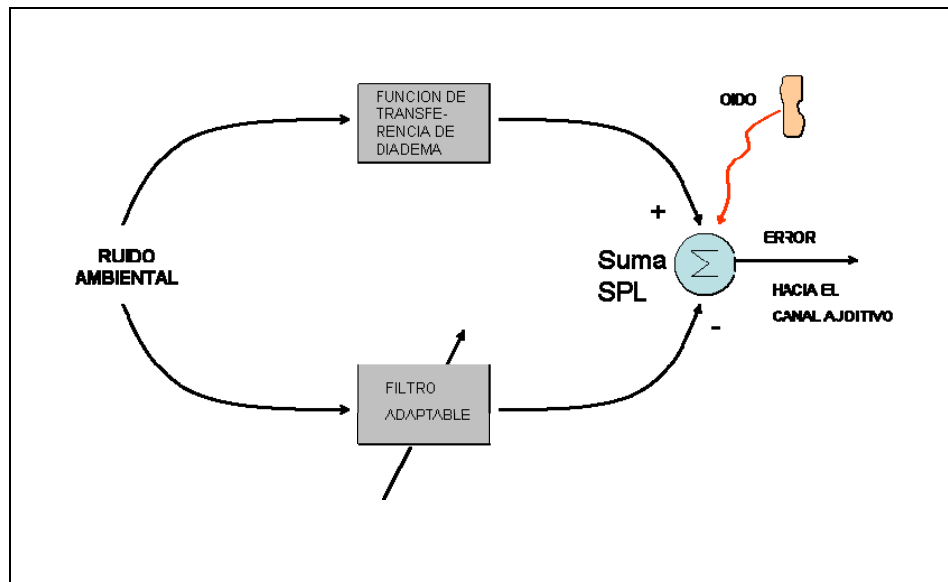 FUNCION DE
TRANSFE-
RENCIA DE
DIADEMA
OIDO
+
RUIDO
AMBIENTAL
Suma
SPL
Σ
ERROR
HACIA EL
CANAL AUDITIVO
-
FILTRO
ADAPTABLE